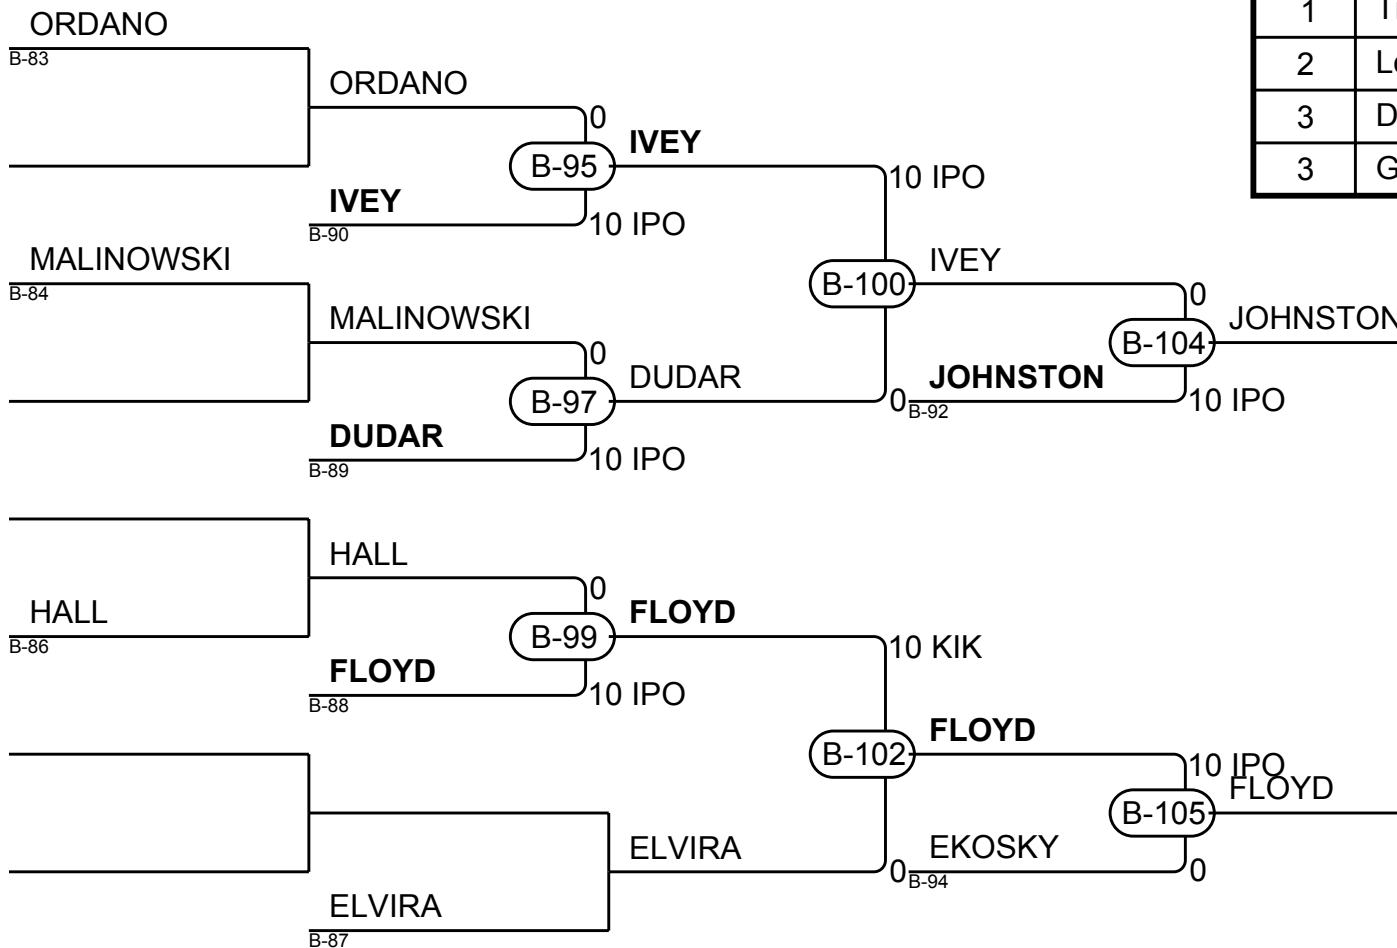 ORDANO
B-83
1
2
3
3
ORDANO
0
B-95
IVEY
IVEY
B-90
10 IPO
10 IPO
MALINOWSKI
B-84
MALINOWSKI
0
B-97
DUDAR
DUDAR
B-89
10 IPO
B-100
IVEY
0
0
B-104
JOHNSTON
JOHNSTON
B-92
10 IPO
HALL
HALL
B-86
0
B-99
FLOYD
FLOYD
B-88
10 IPO
10 KIK
B-102
FLOYD
10 IPO
FLOYD
B-105
ELVIRA
0
EKOSKY
B-94
0
ELVIRA
B-87